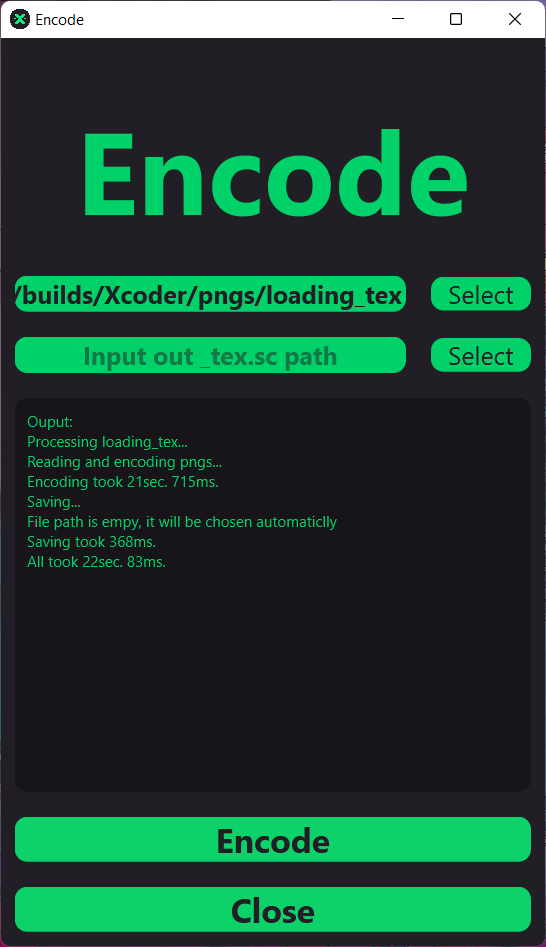 Encode
Encode
/builds/Xcoder/pngs/loading_tex
Select
Input out _tex.sc path
Select
Ouput:
Processing loading_tex...
Reading and encoding pngs...
Encoding took 21sec. 715ms.
Saving...
File path is empy, it will be chosen automaticlly
Saving took 368ms.
All took 22sec. 83ms.
Encode
Close